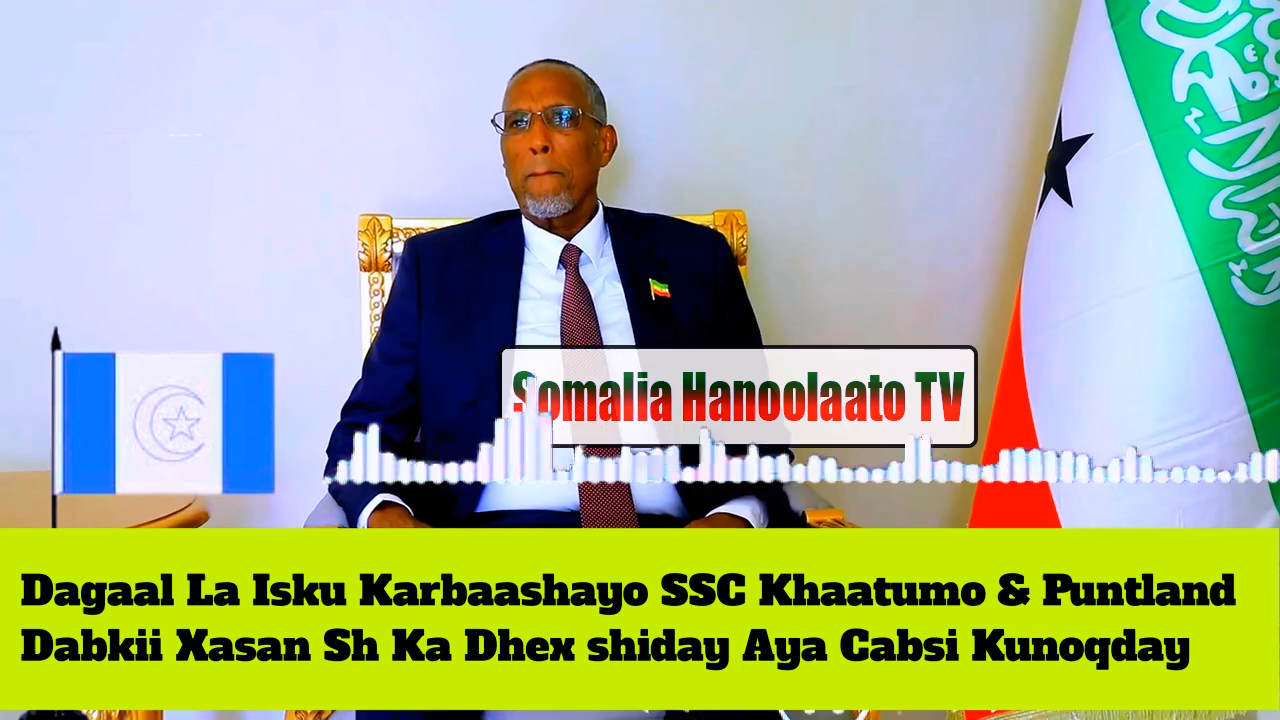 Somalia Hanoolaato TV
Dagaal La Isku Karbaashayo SSC Khaatumo & Puntland
Dabkii Xasan Sh Ka Dhex shiday Aya Cabsi Kunoqday